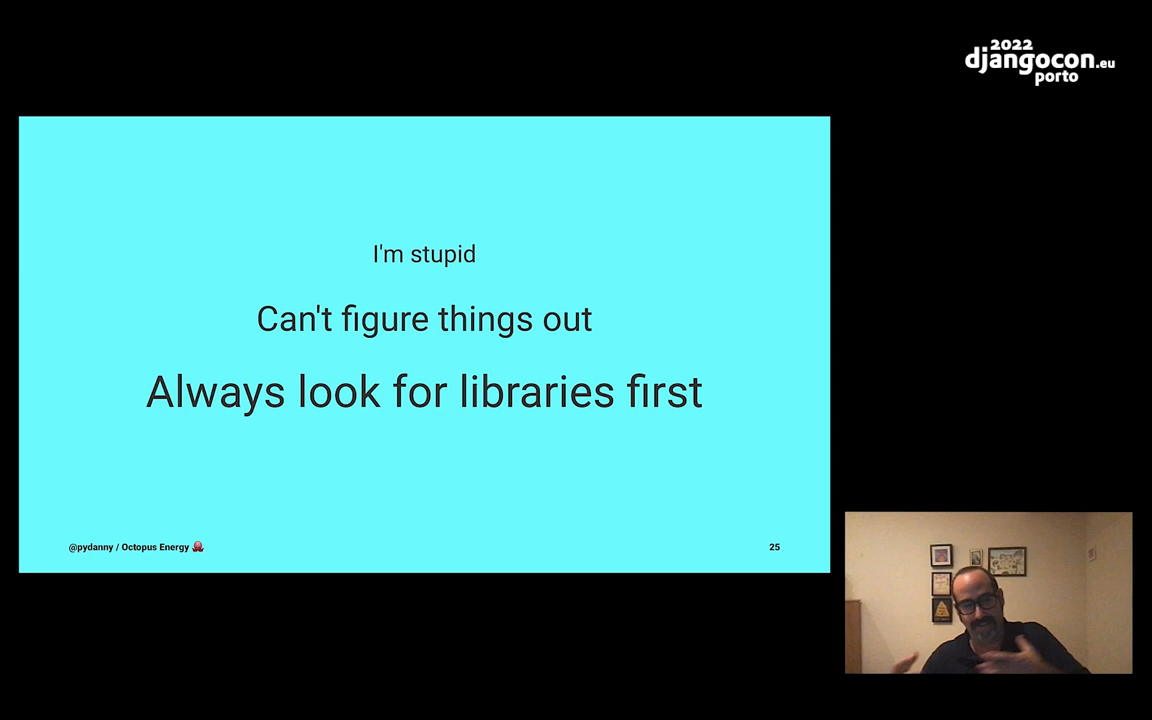 2022
djangocon.eu
porto
I'm stupid
Can't figure things out
Always look for libraries first
@pydanny / Octopus Energy 🐙
25